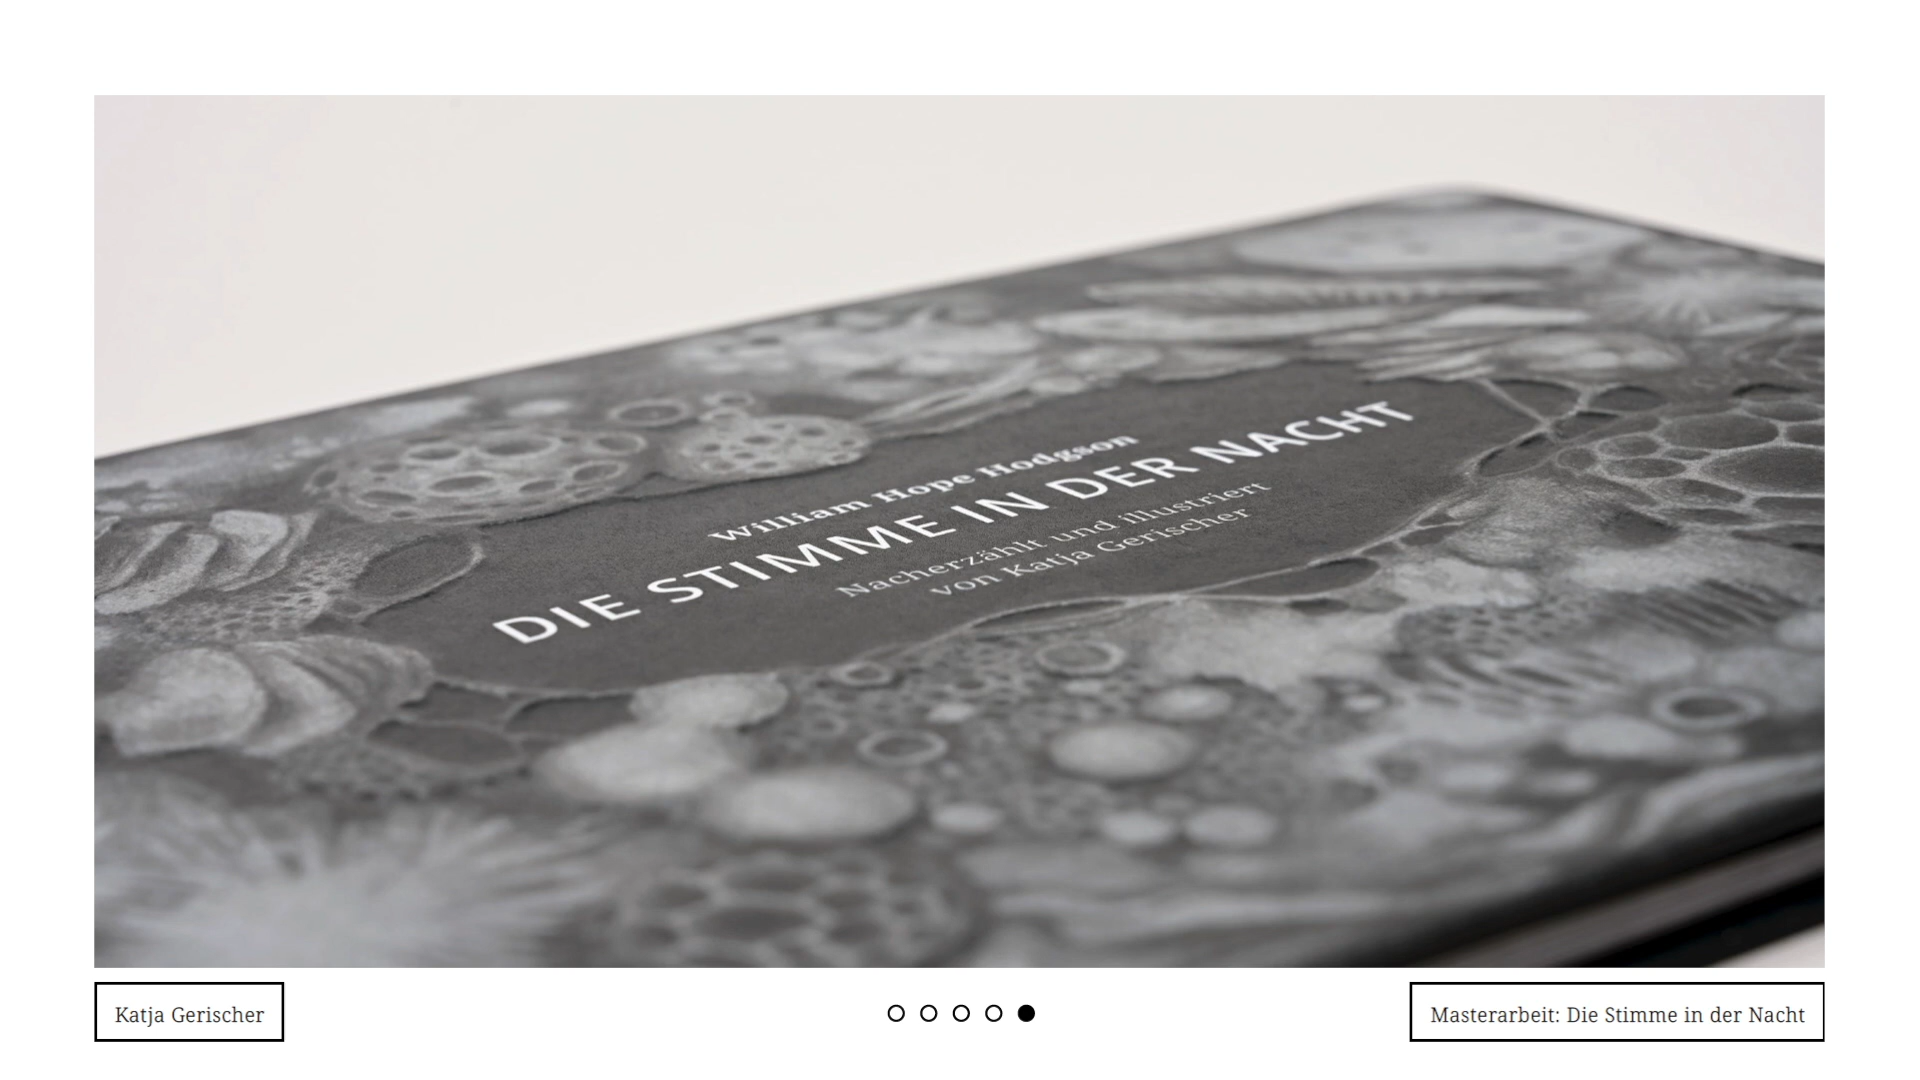 William Hope Hodgson
DIE STIMME IN DER NACHT
Nacherzählt und illustriert
von Katja Gerischer
Katja Gerischer
Masterarbeit: Die Stimme in der Nacht